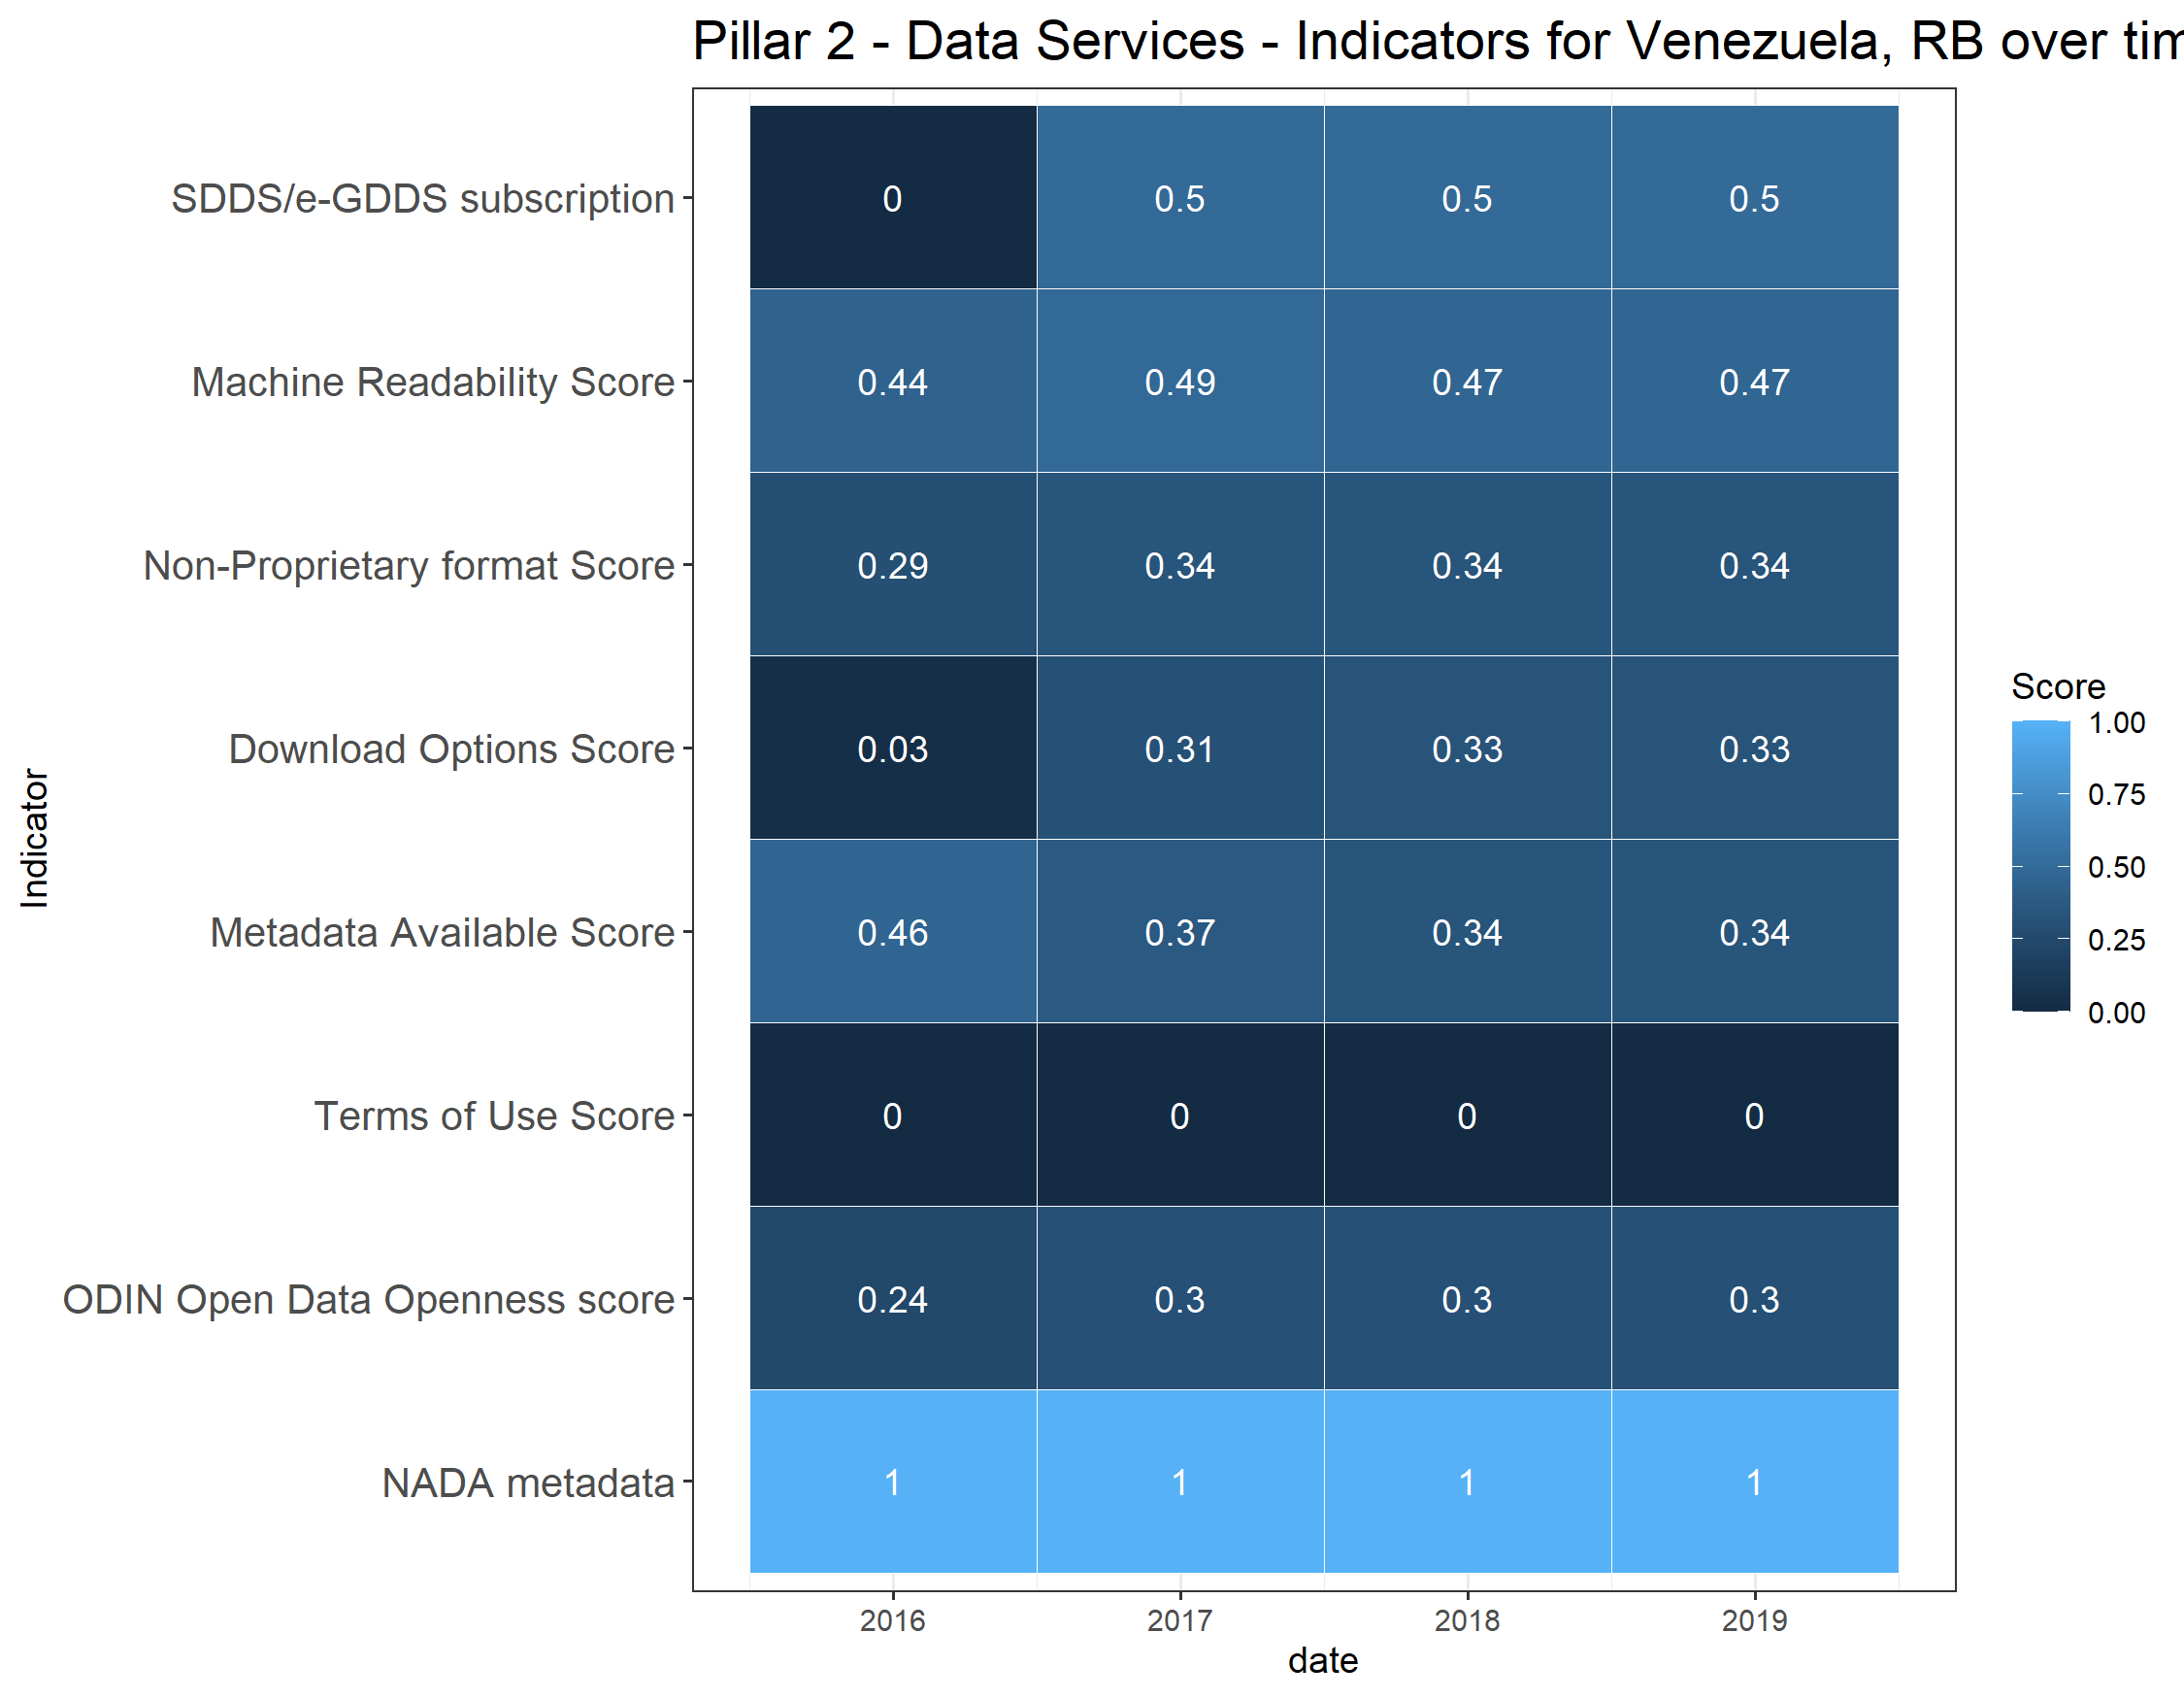 Pillar 2 - Data Services - Indicators for Venezuela, RB over tim
SDDS/e-GDDS subscription 0 0.5 0.5 0.5
Machine Readability Score 0.44 0.49 0.47 0.47
Non-Proprietary format Score 0.29 0.34 0.34 0.34
Download Options Score 0.03 0.31 0.33 0.33
Metadata Available Score 0.46 0.37 0.34 0.34
Terms of Use Score 0 0 0 0
ODIN Open Data Openness score 0.24 0.3 0.3 0.3
NADA metadata 1 1 1 1
2016 2017 2018 2019
date
Indicator
Score
1.00
0.75
0.50
0.25
0.00